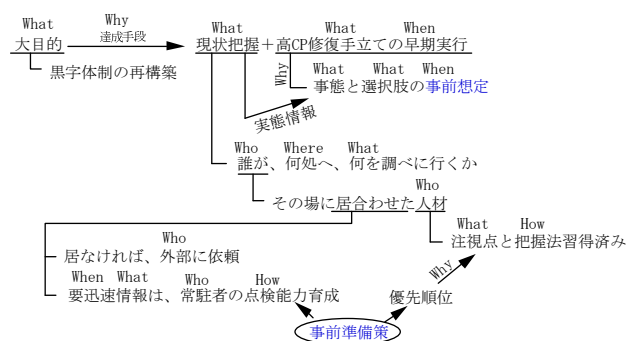 What Why What What When
大目的 達成手段 現状把握＋高CP修復手立ての早期実行
Why What What When
黒字体制の再構築 事態と選択肢の事前想定
実態情報
Who Where What
誰が、何処へ、何を調べに行くか
Who
その場に居合わせた人材
Who What How
居なければ、外部に依頼 注視点と把握法習得済み
When What Who How Why
要迅速情報は、常駐者の点検能力育成 優先順位
事前準備策